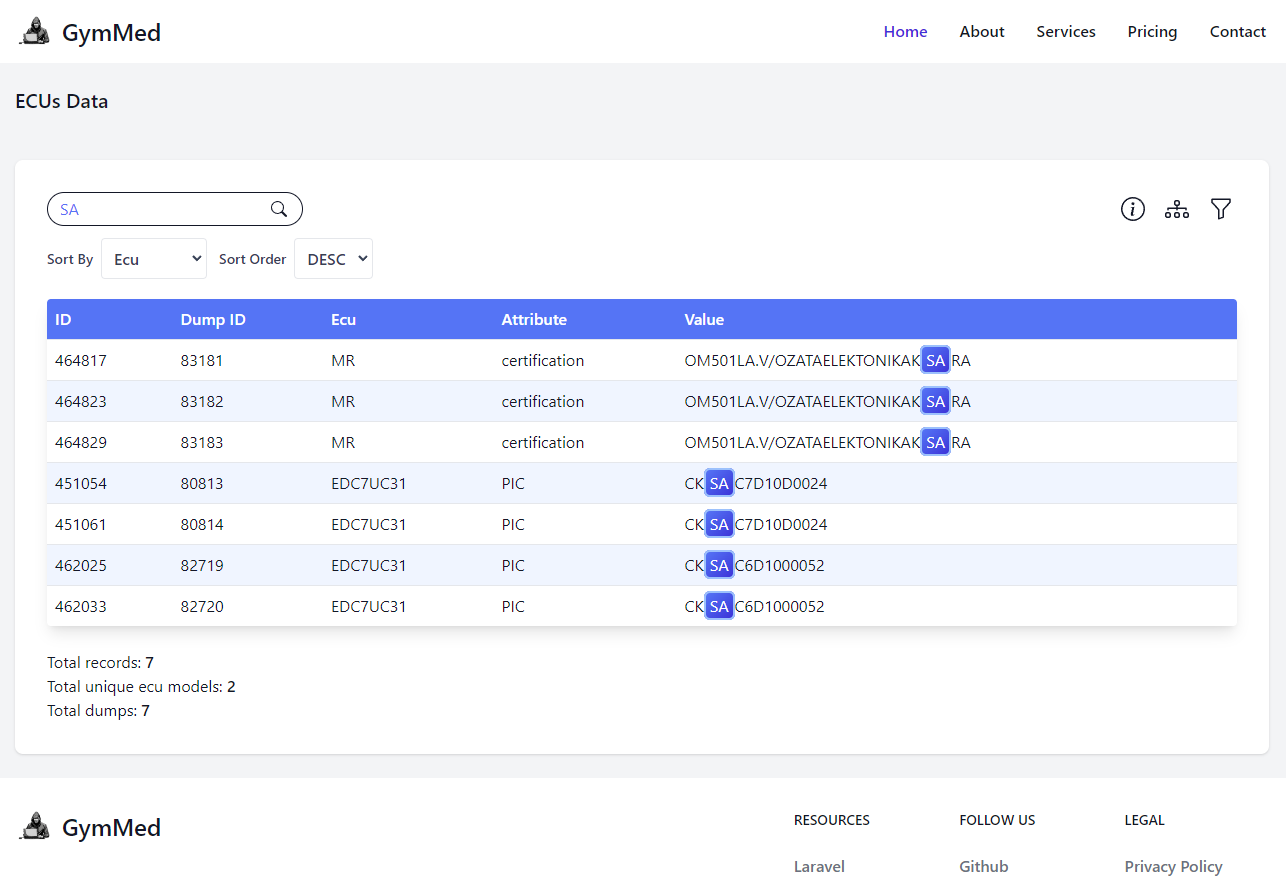 GymMed
Home About Services Pricing Contact
ECUs Data
SA
Sort By Ecu Sort Order DESC
ID Dump ID Ecu Attribute Value
464817 83181 MR certification OM501LA.V/OZATAELEKTONIKAKSARA
464823 83182 MR certification OM501LA.V/OZATAELEKTONIKAKSARA
464829 83183 MR certification OM501LA.V/OZATAELEKTONIKAKSARA
451054 80813 EDC7UC31 PIC CKSAC7D10D0024
451061 80814 EDC7UC31 PIC CKSAC7D10D0024
462025 82719 EDC7UC31 PIC CKSAC6D1000052
462033 82720 EDC7UC31 PIC CKSAC6D1000052
Total records: 7
Total unique ecu models: 2
Total dumps: 7
GymMed
RESOURCES FOLLOW US LEGAL
Laravel Github Privacy Policy